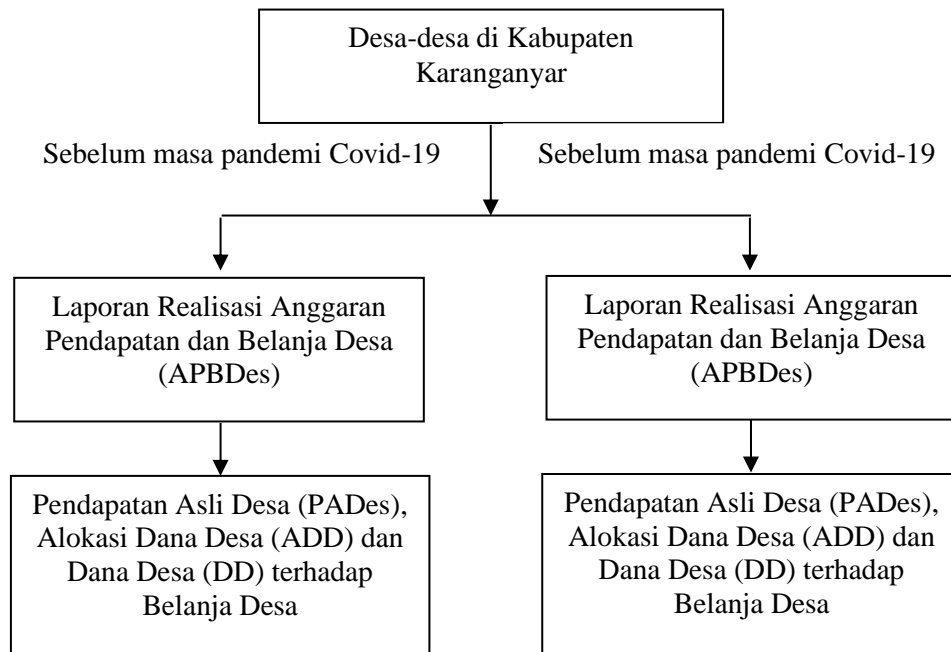 Desa-desa di Kabupaten
Karanganyar
Sebelum masa pandemi Covid-19
Sebelum masa pandemi Covid-19
Laporan Realisasi Anggaran
Pendapatan dan Belanja Desa
(APBDes)
Laporan Realisasi Anggaran
Pendapatan dan Belanja Desa
(APBDes)
Pendapatan Asli Desa (PADes),
Alokasi Dana Desa (ADD) dan
Dana Desa (DD) terhadap
Belanja Desa
Pendapatan Asli Desa (PADes),
Alokasi Dana Desa (ADD) dan
Dana Desa (DD) terhadap
Belanja Desa